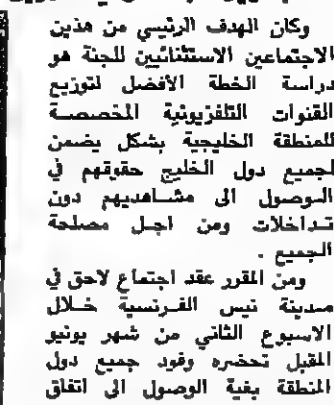 وكان الهدف الرئيسي من هذين
الاجتماعين الاستثنائيين للجنة هو
دراسة الخطة الأفضل لتوزيع
القنوات التلفزيونية المخصصة
للمنطقة الخليجية بشكل يضمن
لجميع دول الخليج حقوقهم في
الوصول الى مشاهديهم دون
تداخلات ومن اجل مصلحة
الجميع .
ومن المقرر عقد اجتماع لاحق في
مدينة نيس الفرنسية خلال
الاسبوع الثاني من شهر يونيو
المقبل تحضره وفود جميع دول
المنطقة بغية الوصول الى اتفاق